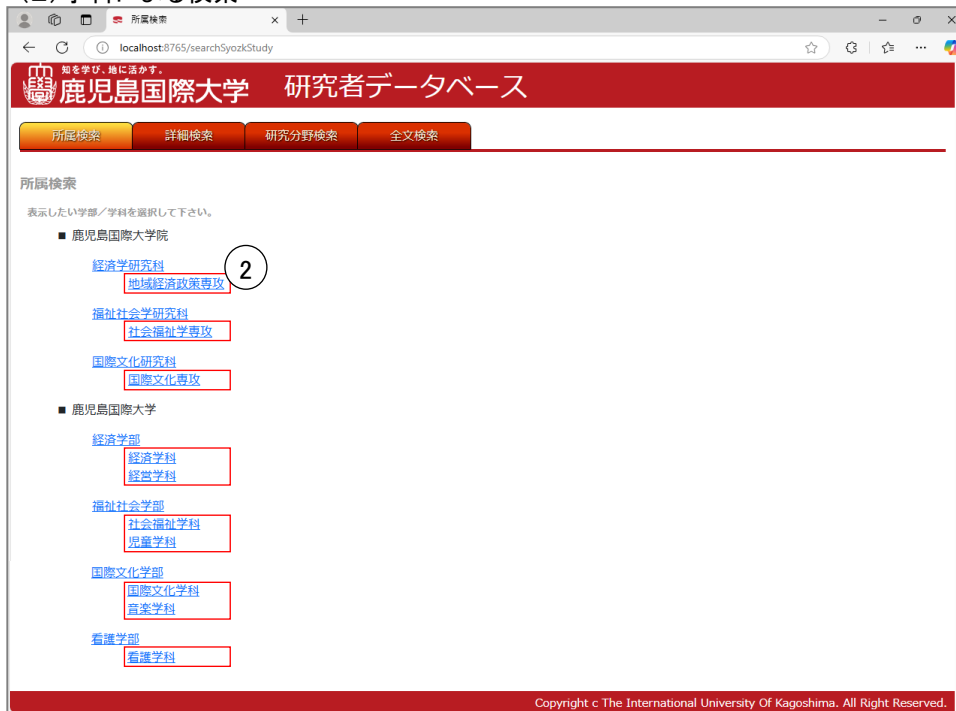 (2)学科による検索
所属検索
localhost:8765/searchSyozkStudy
知を学び、地に活かす。
鹿児島国際大学 研究者データベース
所属検索 詳細検索 研究分野検索 全文検索
所属検索
表示したい学部／学科を選択して下さい。
■ 鹿児島国際大学院
経済学研究科
2
地域経済政策専攻
福祉社会学研究科
社会福祉学専攻
国際文化研究科
国際文化専攻
■ 鹿児島国際大学
経済学部
経済学科
経営学科
福祉社会学部
社会福祉学科
児童学科
国際文化学部
国際文化学科
音楽学科
看護学部
看護学科
Copyright c The International University Of Kagoshima. All Right Reserved.